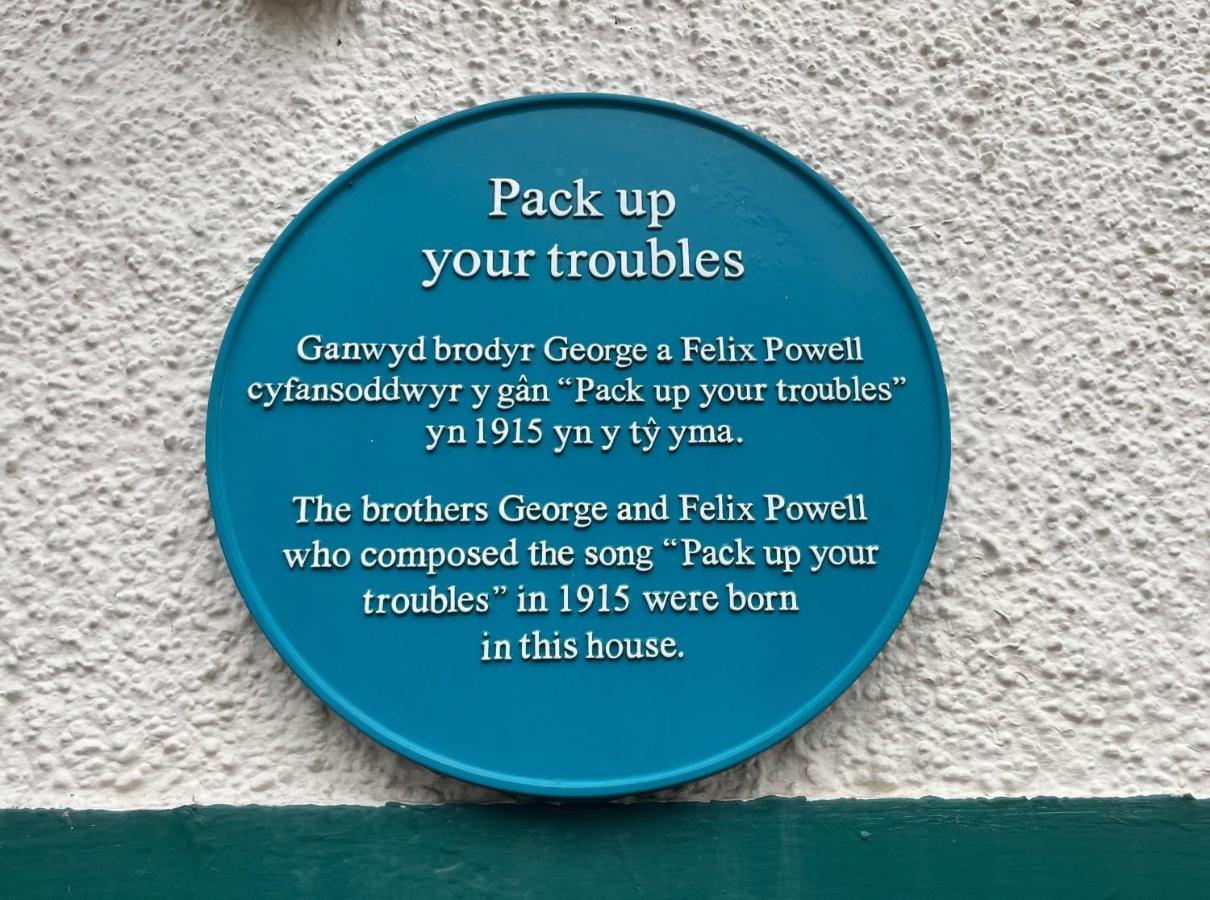 Pack up
your troubles
Ganwyd brodyr George a Felix Powell
cyfansoddwyr y gân “Pack up your troubles”
yn 1915 yn y tŷ yma.
The brothers George and Felix Powell
who composed the song “Pack up your
troubles” in 1915 were born
in this house.